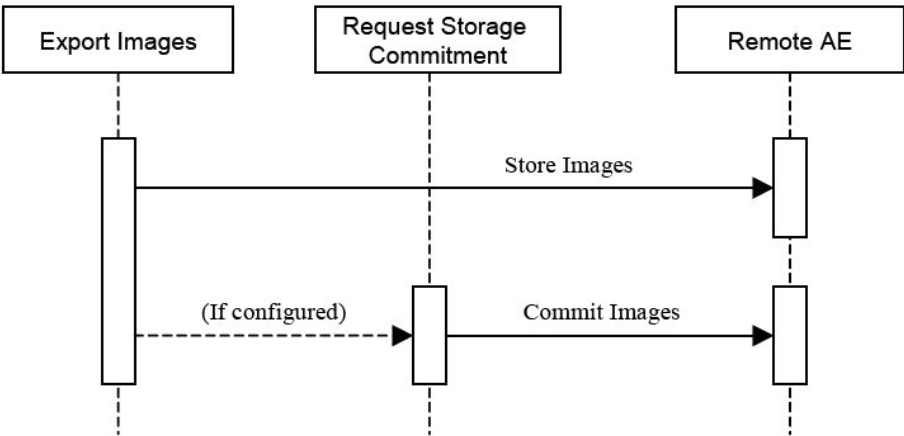 Export Images
Request Storage
Commitment
Remote AE
Store Images
(If configured)
Commit Images